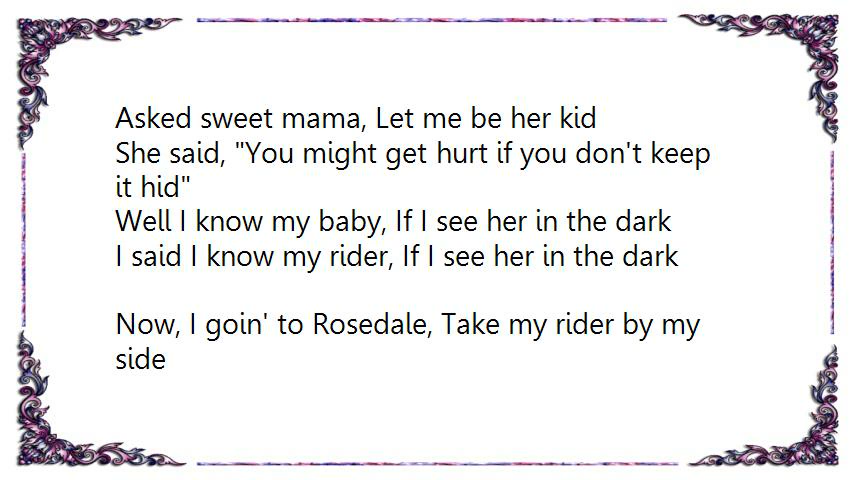 Asked sweet mama, Let me be her kid
She said, "You might get hurt if you don't keep
it hid"
Well I know my baby, If I see her in the dark
I said I know my rider, If I see her in the dark
Now, I goin' to Rosedale, Take my rider by my
side